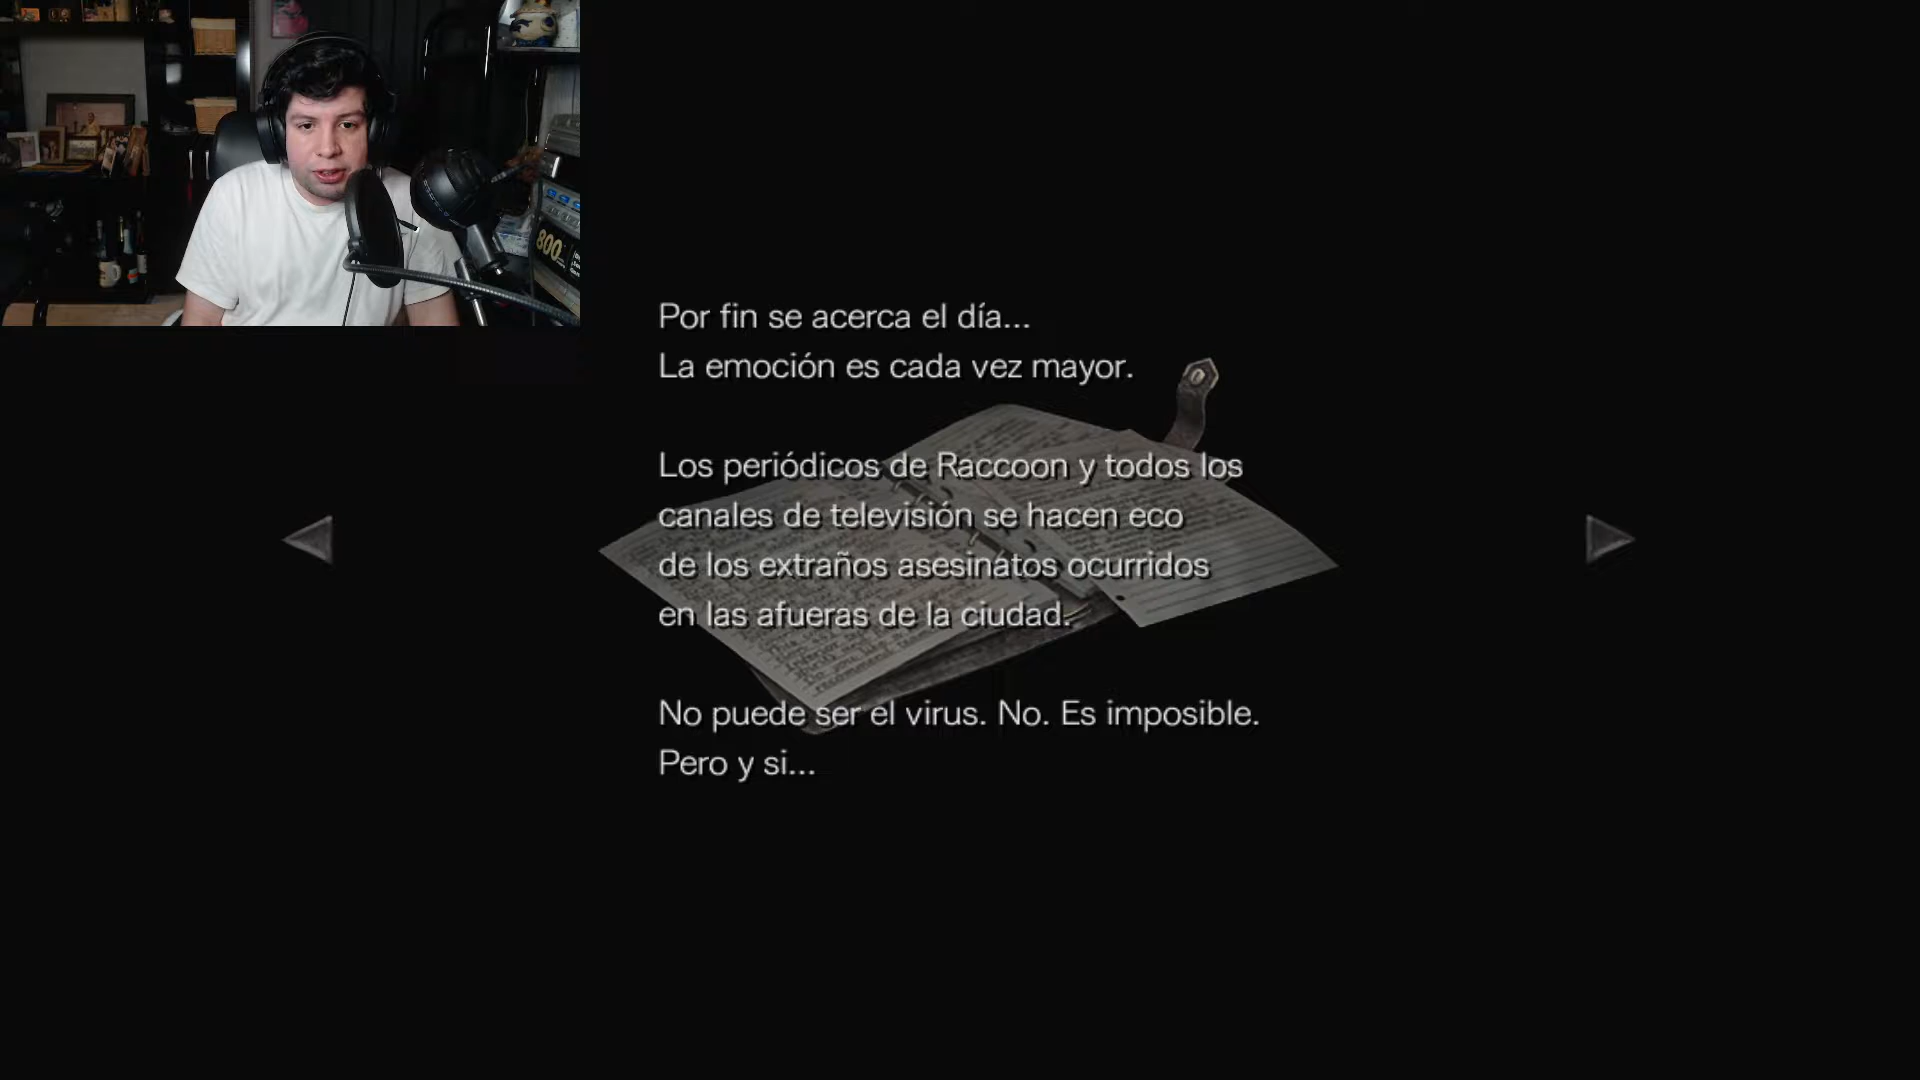 Por fin se acerca el día...
La emoción es cada vez mayor.
Los periódicos de Raccoon y todos los
canales de televisión se hacen eco
de los extraños asesinatos ocurridos
en las afueras de la ciudad.
No puede ser el virus. No. Es imposible.
Pero y si...
800